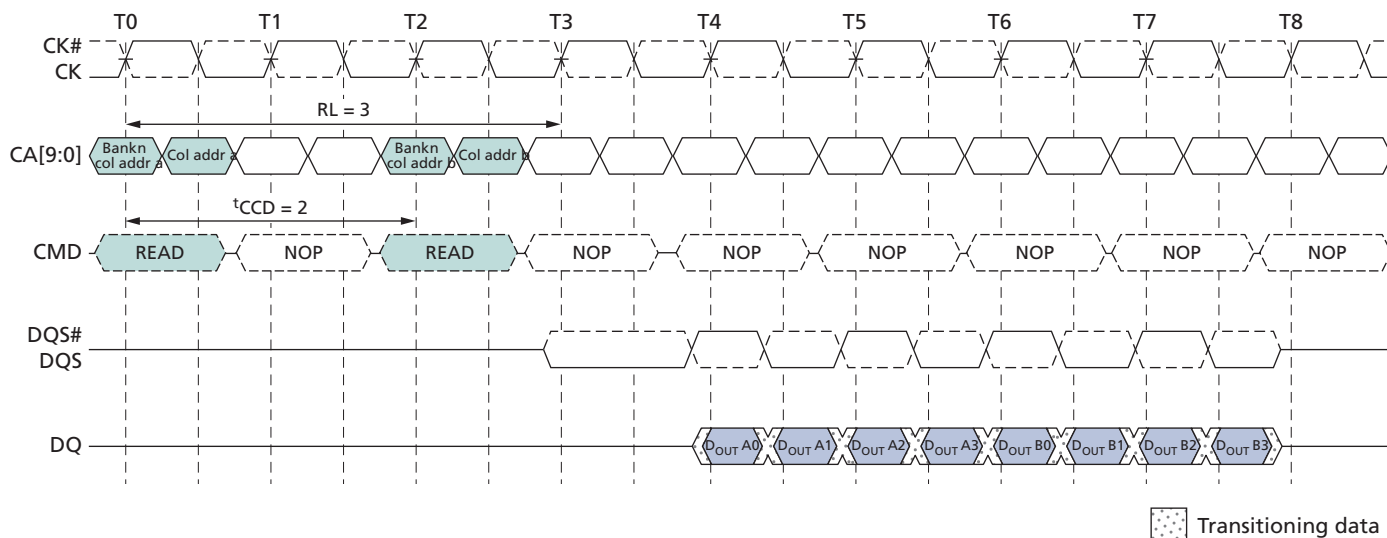 T0 T1 T2 T3 T4 T5 T6 T7 T8
CK#
CK
RL = 3
CA[9:0] Bankn col addr a Col addr a Bankn col addr b Col addr b
tCCD = 2
CMD READ NOP READ NOP NOP NOP NOP NOP NOP
DQS#
DQS
DQ DOUT A0 DOUT A1 DOUT A2 DOUT A3 DOUT B0 DOUT B1 DOUT B2 DOUT B3
Transitioning data